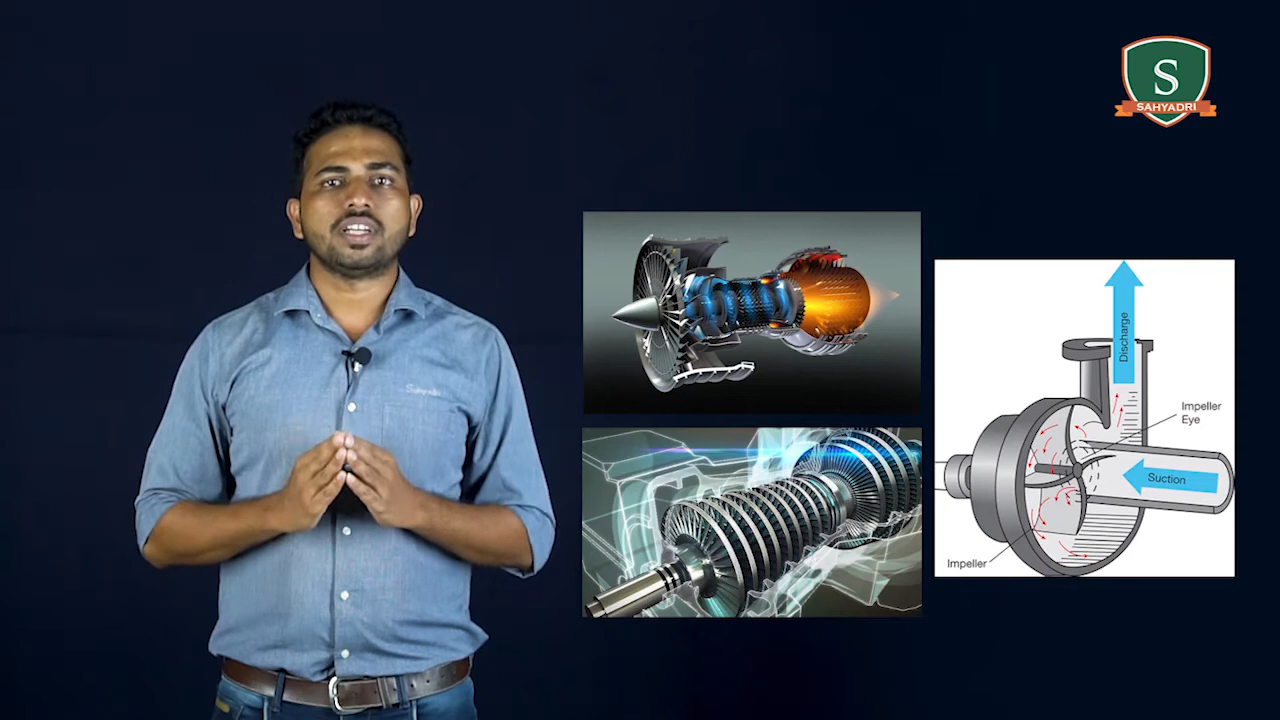 S
SAHYADRI
Discharge
Impeller
Eye
Suction
Impeller